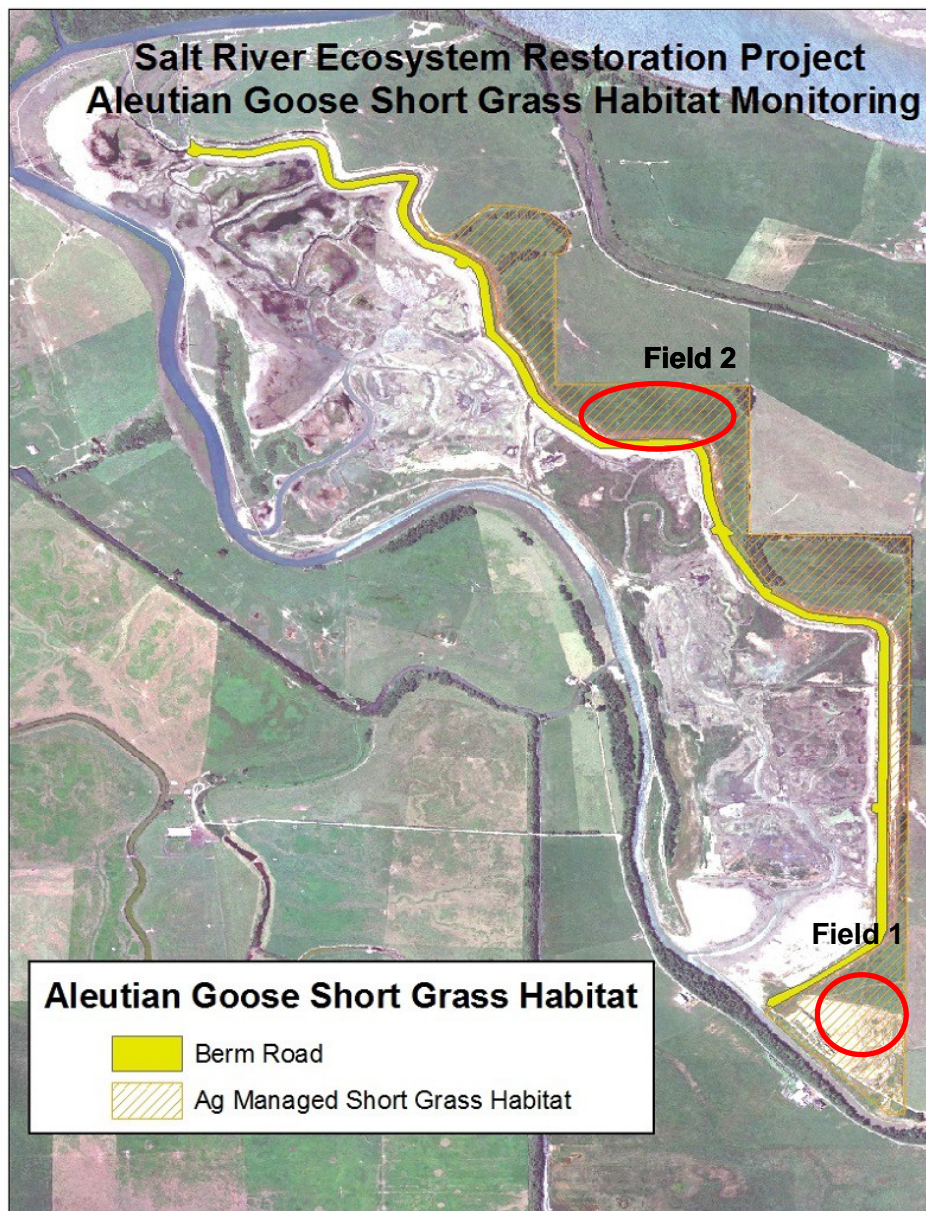 Salt River Ecosystem Restoration Project
Aleutian Goose Short Grass Habitat Monitoring
Field 2
Field 1
Aleutian Goose Short Grass Habitat
Berm Road
Ag Managed Short Grass Habitat